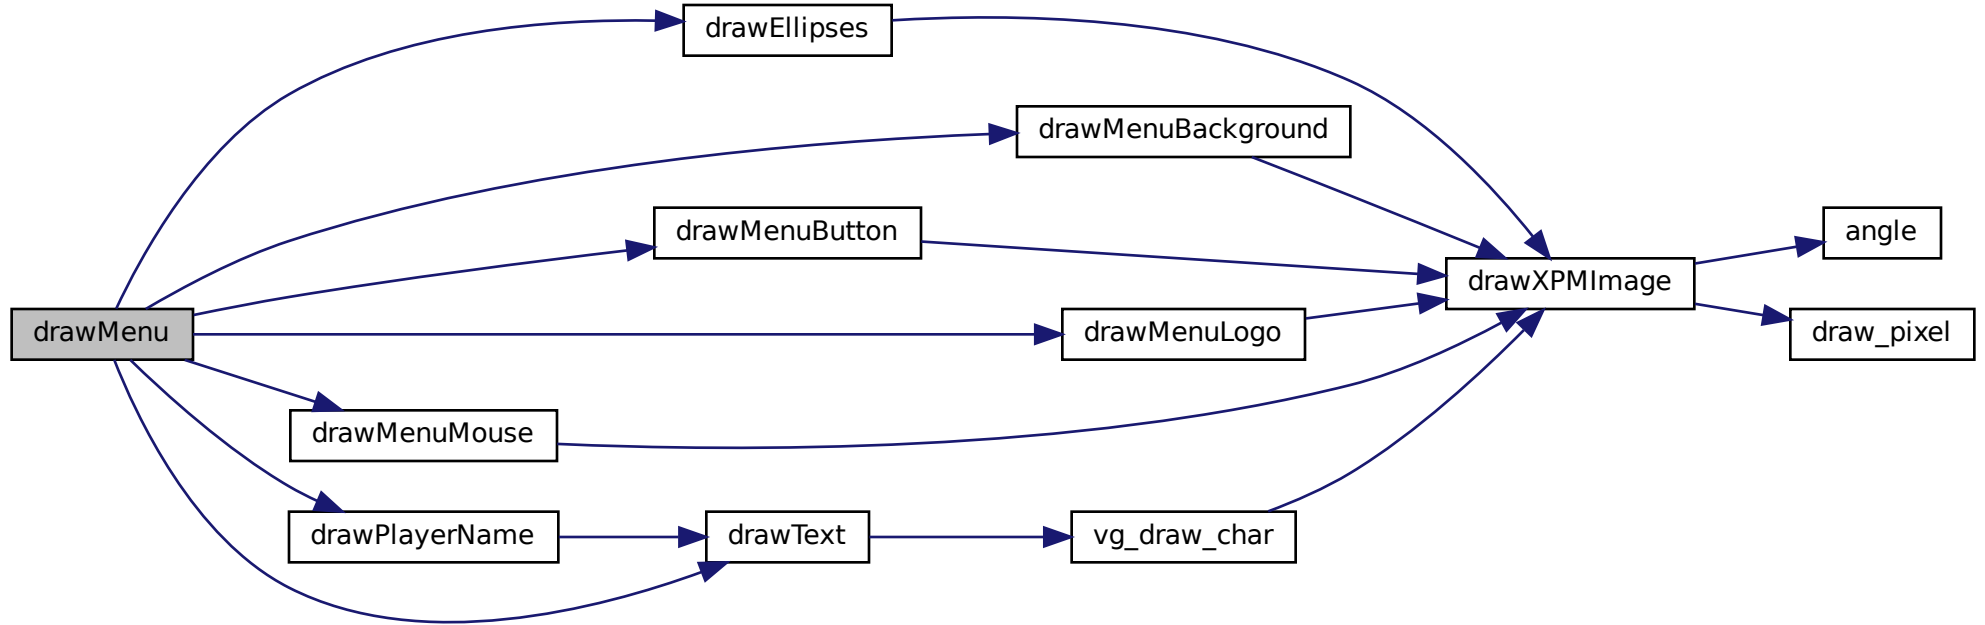 drawEllipses
drawMenuBackground
drawMenuButton
angle
drawXPMImage
drawMenu
drawMenuLogo
draw_pixel
drawMenuMouse
drawPlayerName
drawText
vg_draw_char